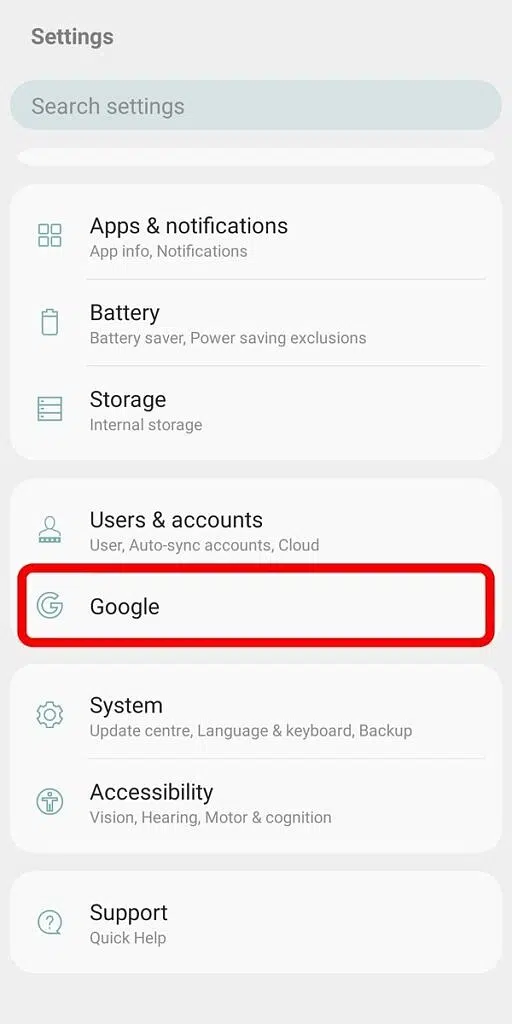 Settings
Search settings
Apps & notifications
App info, Notifications
Battery
Battery saver, Power saving exclusions
Storage
Internal storage
Users & accounts
User, Auto-sync accounts, Cloud
Google
System
Update centre, Language & keyboard, Backup
Accessibility
Vision, Hearing, Motor & cognition
Support
Quick Help